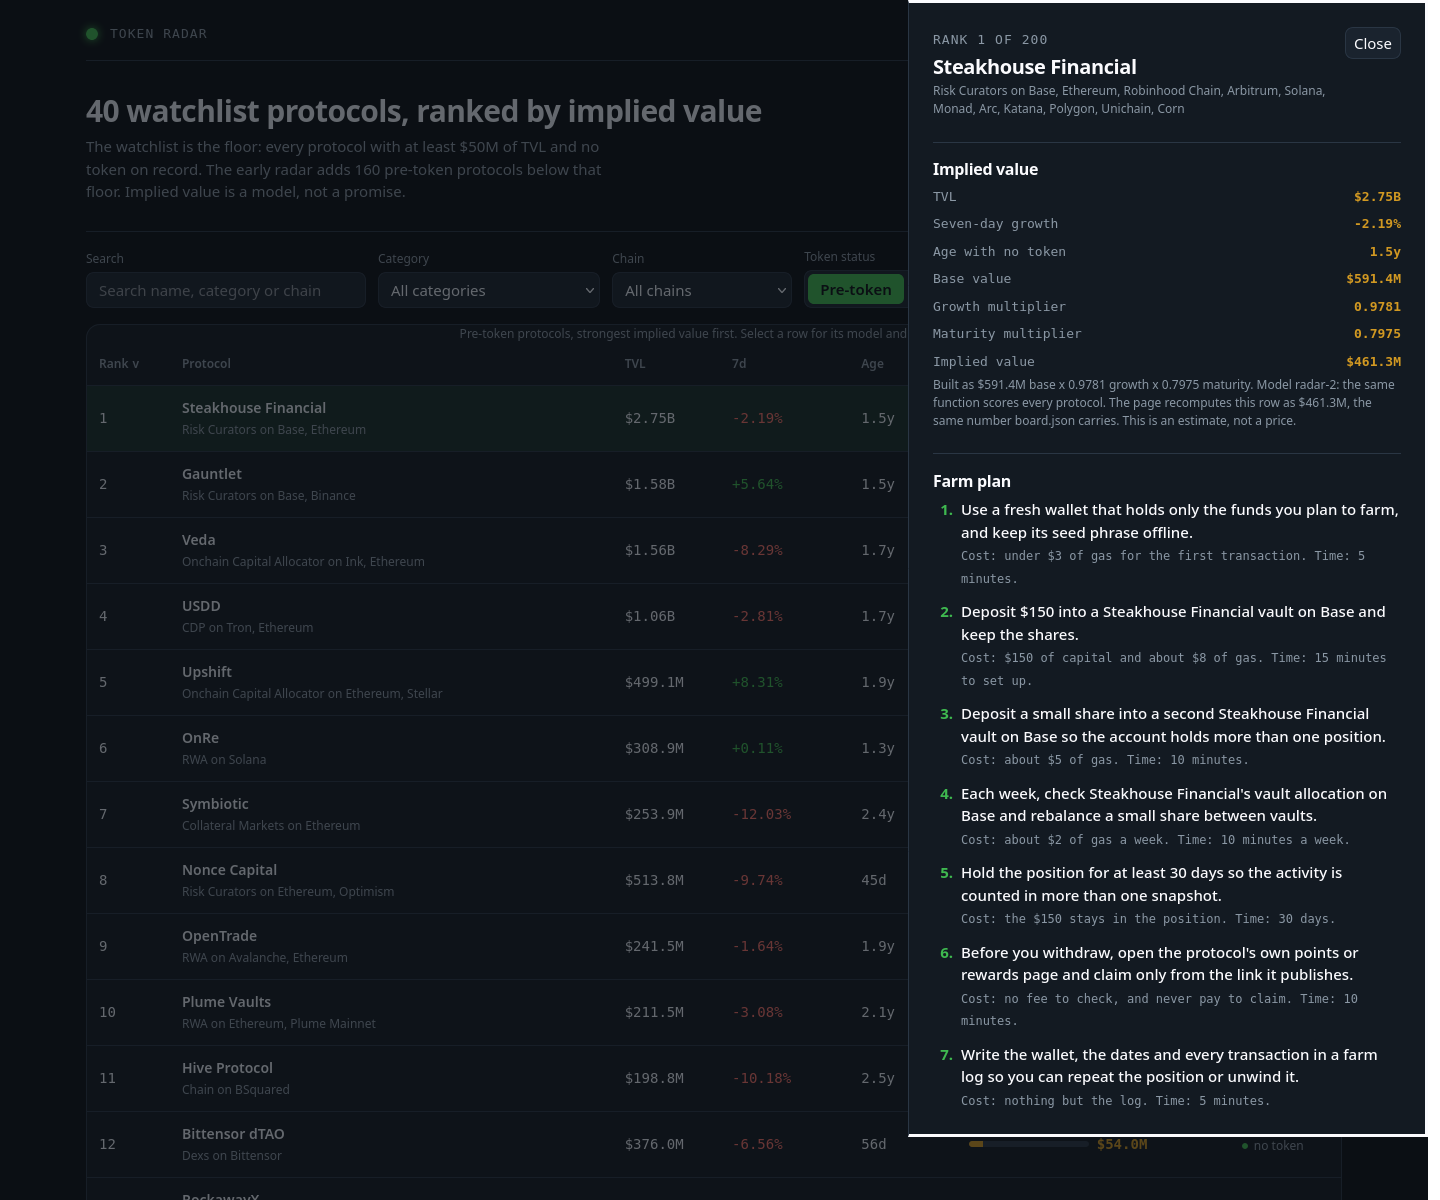 TOKEN RADAR
40 watchlist protocols, ranked by implied value
The watchlist is the floor: every protocol with at least $50M of TVL and no
token on record. The early radar adds 160 pre-token protocols below that
floor. Implied value is a model, not a promise.
Search
Category
Chain
Token status
Search name, category or chain
All categories
All chains
Pre-token
Pre-token protocols, strongest implied value first. Select a row for its model and
Rank v
Protocol
TVL
7d
Age
1
Steakhouse Financial
Risk Curators on Base, Ethereum
$2.75B
-2.19%
1.5y
2
Gauntlet
Risk Curators on Base, Binance
$1.58B
+5.64%
1.5y
3
Veda
Onchain Capital Allocator on Ink, Ethereum
$1.56B
-8.29%
1.7y
4
USDD
CDP on Tron, Ethereum
$1.06B
-2.81%
1.7y
5
Upshift
Onchain Capital Allocator on Ethereum, Stellar
$499.1M
+8.31%
1.9y
6
OnRe
RWA on Solana
$308.9M
+0.11%
1.3y
7
Symbiotic
Collateral Markets on Ethereum
$253.9M
-12.03%
2.4y
8
Nonce Capital
Risk Curators on Ethereum, Optimism
$513.8M
-9.74%
45d
9
OpenTrade
RWA on Avalanche, Ethereum
$241.5M
-1.64%
1.9y
10
Plume Vaults
RWA on Ethereum, Plume Mainnet
$211.5M
-3.08%
2.1y
11
Hive Protocol
Chain on BSquared
$198.8M
-10.18%
2.5y
12
Bittensor dTAO
Dexs on Bittensor
$376.0M
-6.56%
56d
$54.0M
no token
RockawayX
RANK 1 OF 200
Close
Steakhouse Financial
Risk Curators on Base, Ethereum, Robinhood Chain, Arbitrum, Solana,
Monad, Arc, Katana, Polygon, Unichain, Corn
Implied value
TVL $2.75B
Seven-day growth -2.19%
Age with no token 1.5y
Base value $591.4M
Growth multiplier 0.9781
Maturity multiplier 0.7975
Implied value $461.3M
Built as $591.4M base x 0.9781 growth x 0.7975 maturity. Model radar-2: the same
function scores every protocol. The page recomputes this row as $461.3M, the
same number board.json carries. This is an estimate, not a price.
Farm plan
1. Use a fresh wallet that holds only the funds you plan to farm,
and keep its seed phrase offline.
Cost: under $3 of gas for the first transaction. Time: 5
minutes.
2. Deposit $150 into a Steakhouse Financial vault on Base and
keep the shares.
Cost: $150 of capital and about $8 of gas. Time: 15 minutes
to set up.
3. Deposit a small share into a second Steakhouse Financial
vault on Base so the account holds more than one position.
Cost: about $5 of gas. Time: 10 minutes.
4. Each week, check Steakhouse Financial's vault allocation on
Base and rebalance a small share between vaults.
Cost: about $2 of gas a week. Time: 10 minutes a week.
5. Hold the position for at least 30 days so the activity is
counted in more than one snapshot.
Cost: the $150 stays in the position. Time: 30 days.
6. Before you withdraw, open the protocol's own points or
rewards page and claim only from the link it publishes.
Cost: no fee to check, and never pay to claim. Time: 10
minutes.
7. Write the wallet, the dates and every transaction in a farm
log so you can repeat the position or unwind it.
Cost: nothing but the log. Time: 5 minutes.